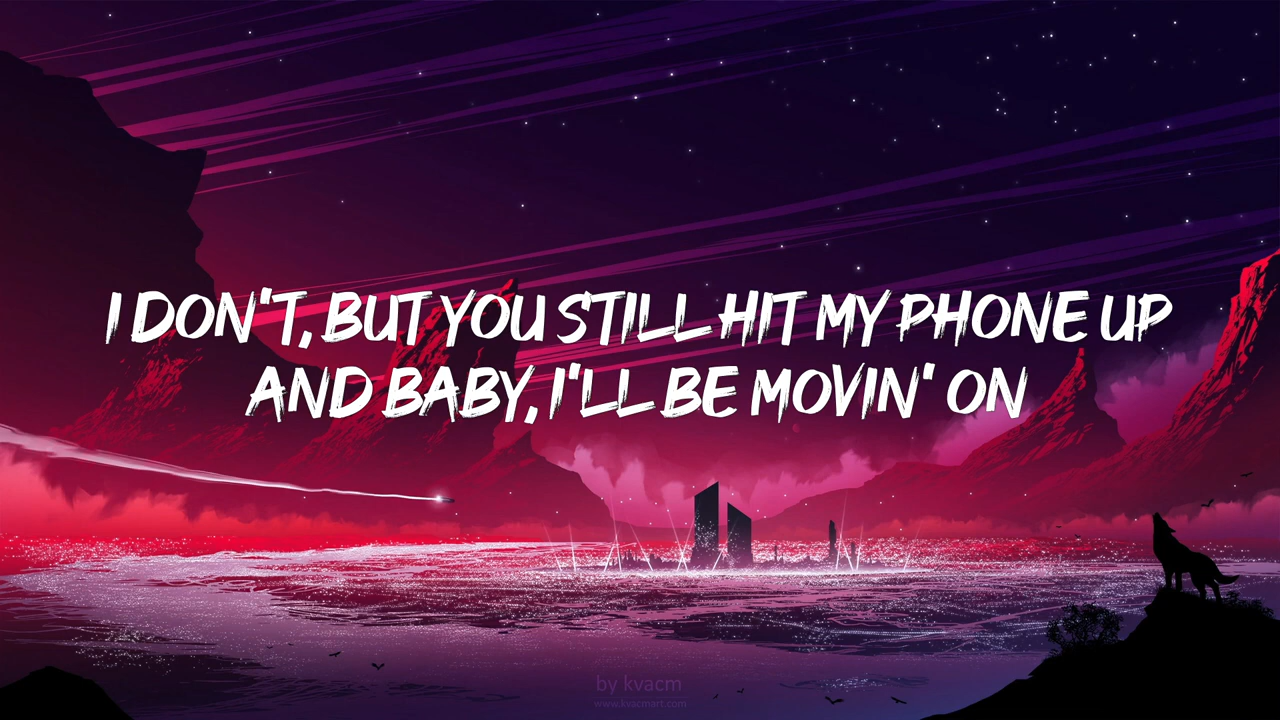 I DON'T, BUT YOU STILL HIT MY PHONE UP
AND BABY, I'LL BE MOVIN' ON
by kvacm
www.kvacmart.com